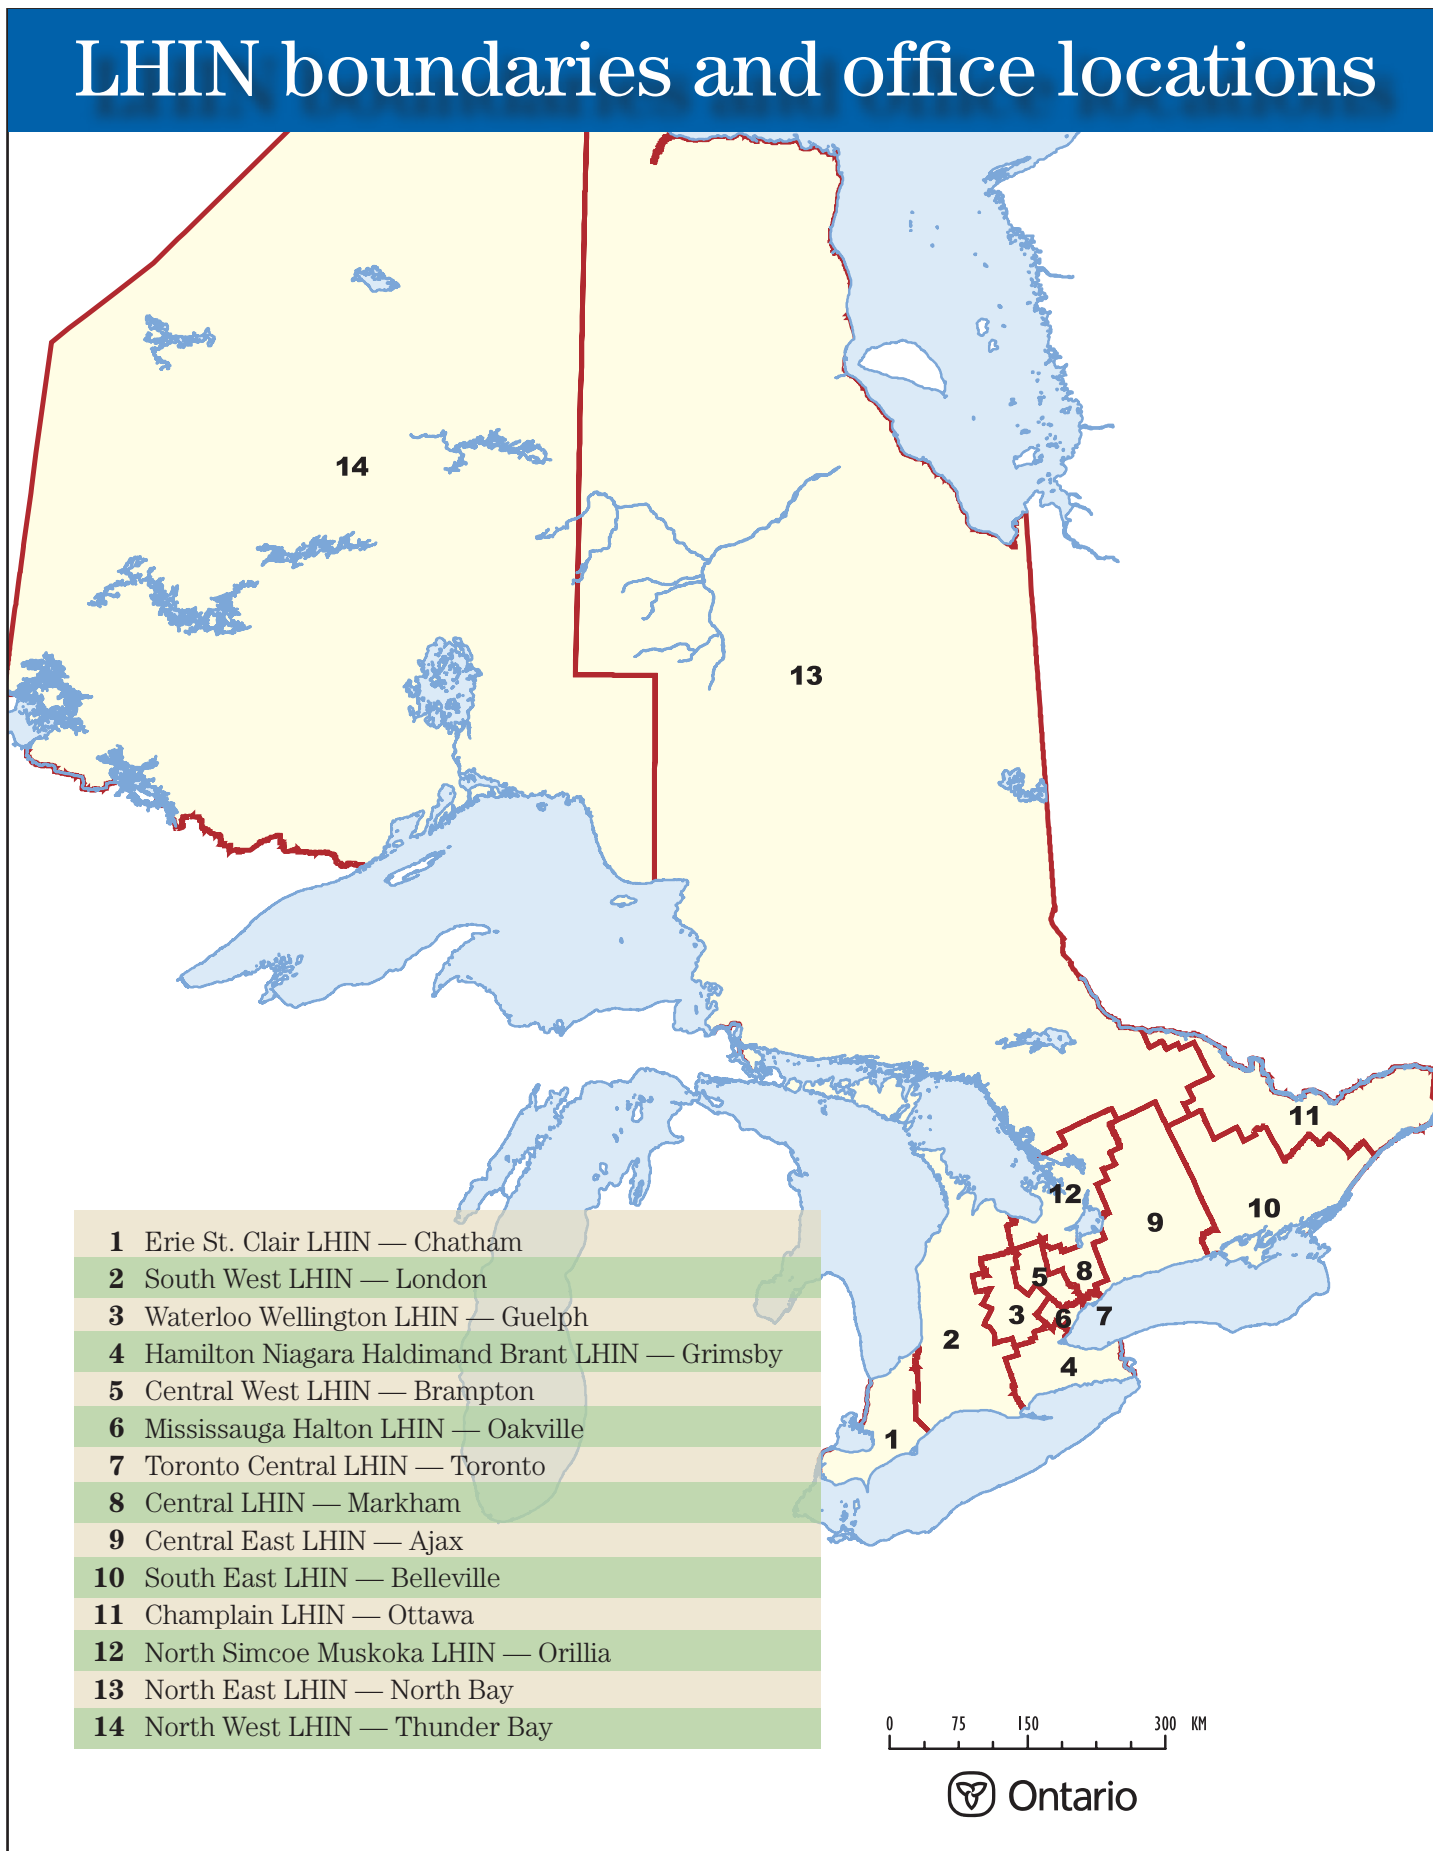 LHIN boundaries and office locations
14
13
11
12
10
9
5
8
3
6
7
2
4
1
1 Erie St. Clair LHIN — Chatham
2 South West LHIN — London
3 Waterloo Wellington LHIN — Guelph
4 Hamilton Niagara Haldimand Brant LHIN — Grimsby
5 Central West LHIN — Brampton
6 Mississauga Halton LHIN — Oakville
7 Toronto Central LHIN — Toronto
8 Central LHIN — Markham
9 Central East LHIN — Ajax
10 South East LHIN — Belleville
11 Champlain LHIN — Ottawa
12 North Simcoe Muskoka LHIN — Orillia
13 North East LHIN — North Bay
14 North West LHIN — Thunder Bay
0 75 150 300 KM
Ontario